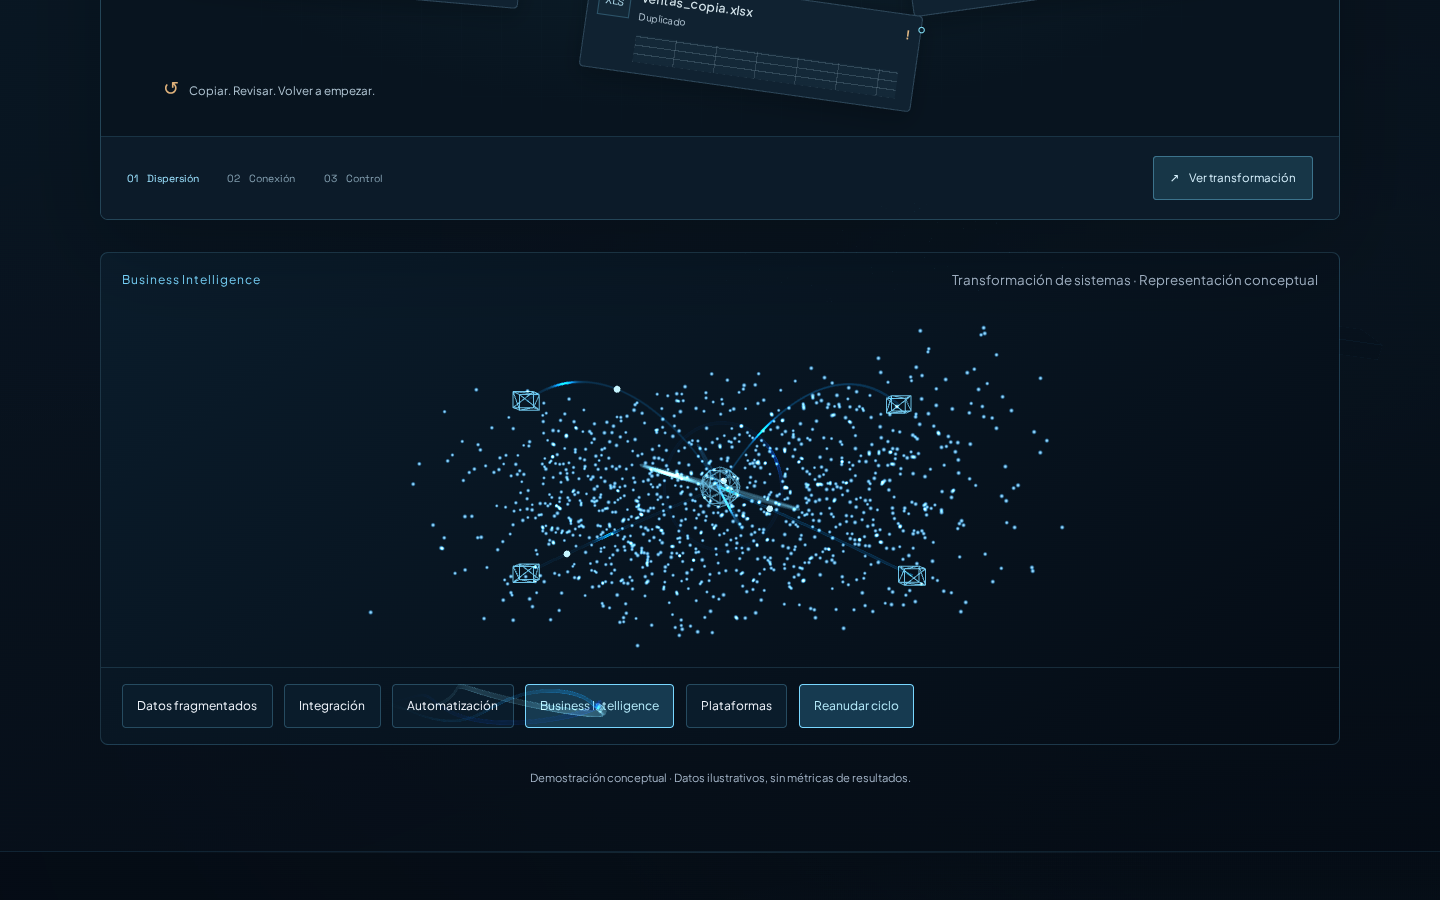 XLS
ventas_copia.xlsx
Duplicado
!
↺ Copiar. Revisar. Volver a empezar.
01 Dispersión 02 Conexión 03 Control
↗ Ver transformación
Business Intelligence
Transformación de sistemas · Representación conceptual
Datos fragmentados
Integración
Automatización
Business Intelligence
Plataformas
Reanudar ciclo
Demostración conceptual · Datos ilustrativos, sin métricas de resultados.